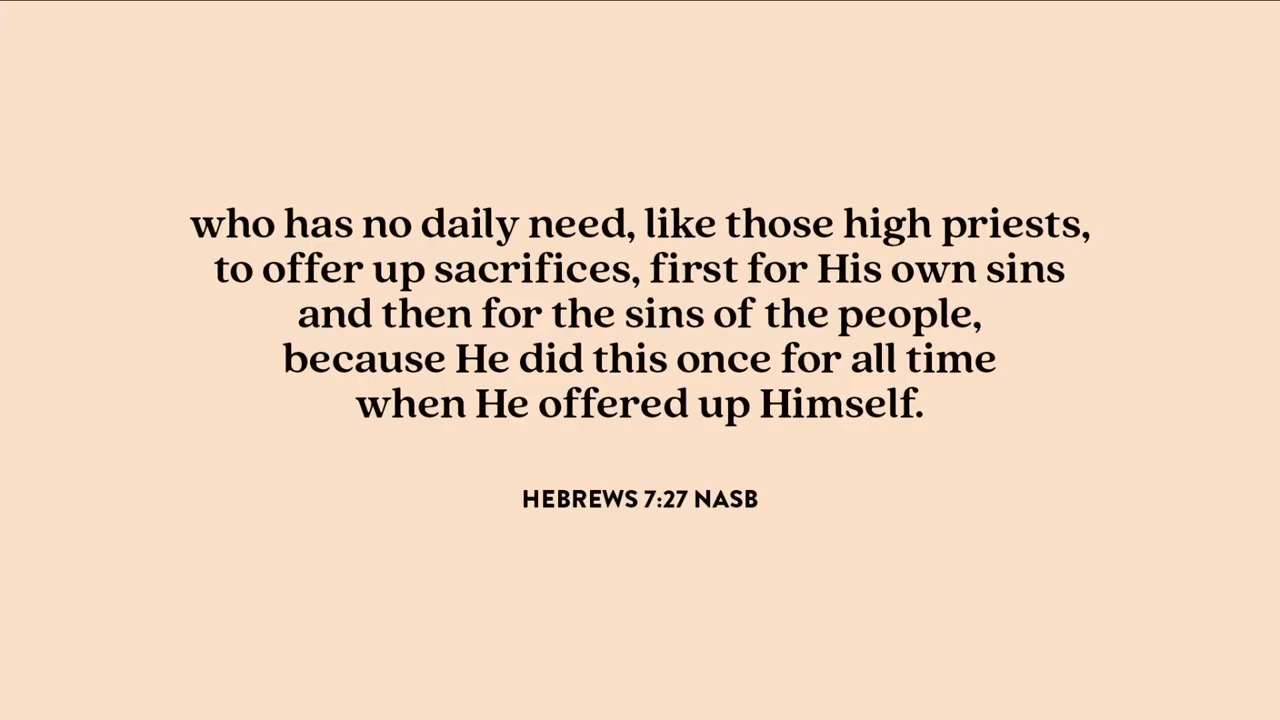 who has no daily need, like those high priests,
to offer up sacrifices, first for His own sins
and then for the sins of the people,
because He did this once for all time
when He offered up Himself.
HEBREWS 7:27 NASB